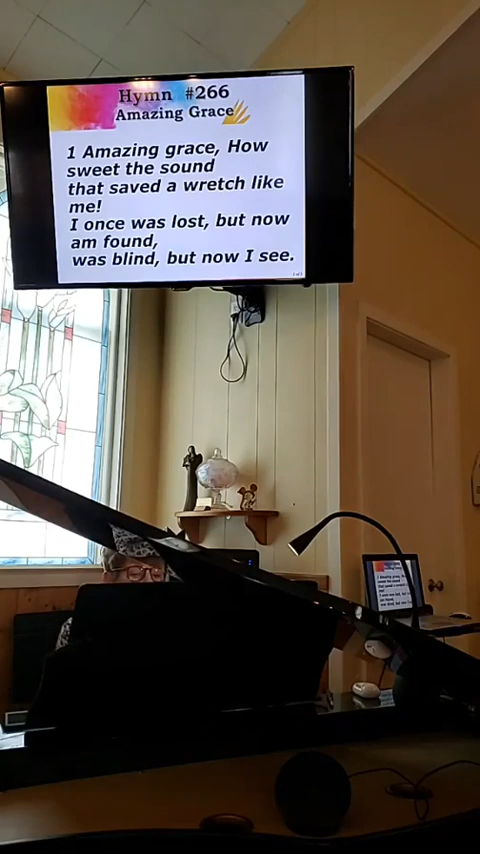 Hymn #266
Amazing Grace
1 Amazing grace, How
sweet the sound
that saved a wretch like
me!
I once was lost, but now
am found,
was blind, but now I see.